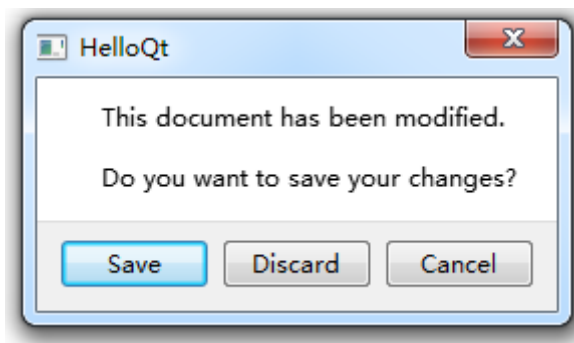 HelloQt
This document has been modified.
Do you want to save your changes?
Save Discard Cancel